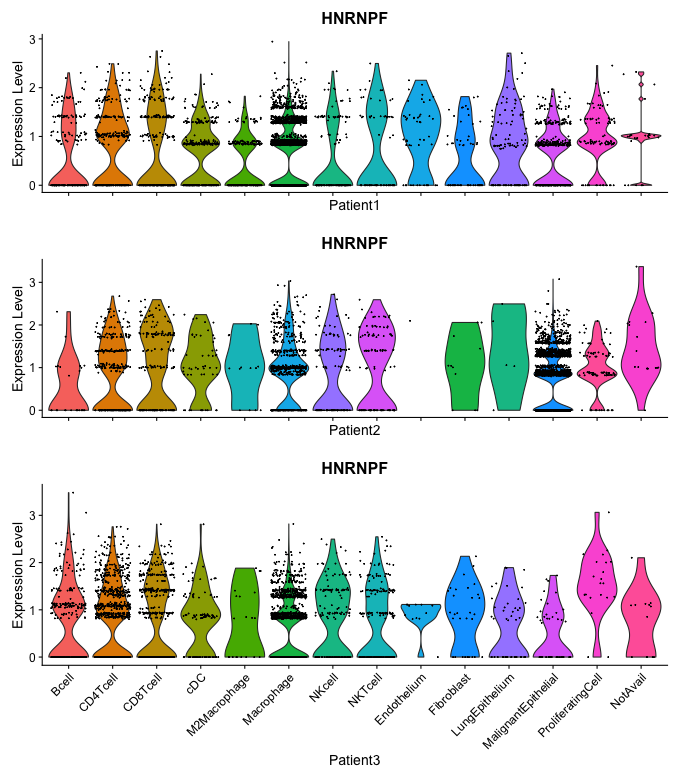 HNRNPF
Expression Level
3
2
1
0
Patient1
HNRNPF
Expression Level
3
2
1
0
Patient2
HNRNPF
Expression Level
3
2
1
0
Bcell
CD4Tcell
CD8Tcell
cDC
M2Macrophage
Macrophage
NKcell
NKTcell
Endothelium
Fibroblast
LungEpithelium
MalignantEpithelial
ProliferatingCell
NotAvail
Patient3